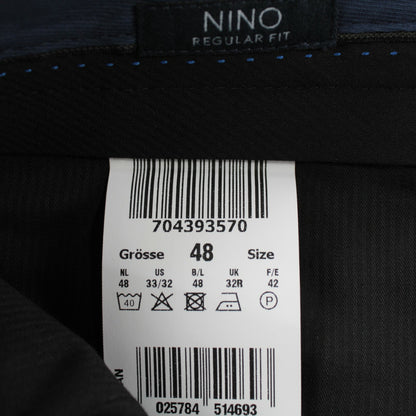 NINO
REGULAR FIT
704393570
Grösse 48 Size
NL US B/L UK F/E
48 33/32 48 32R 42
40 P
025784 514693